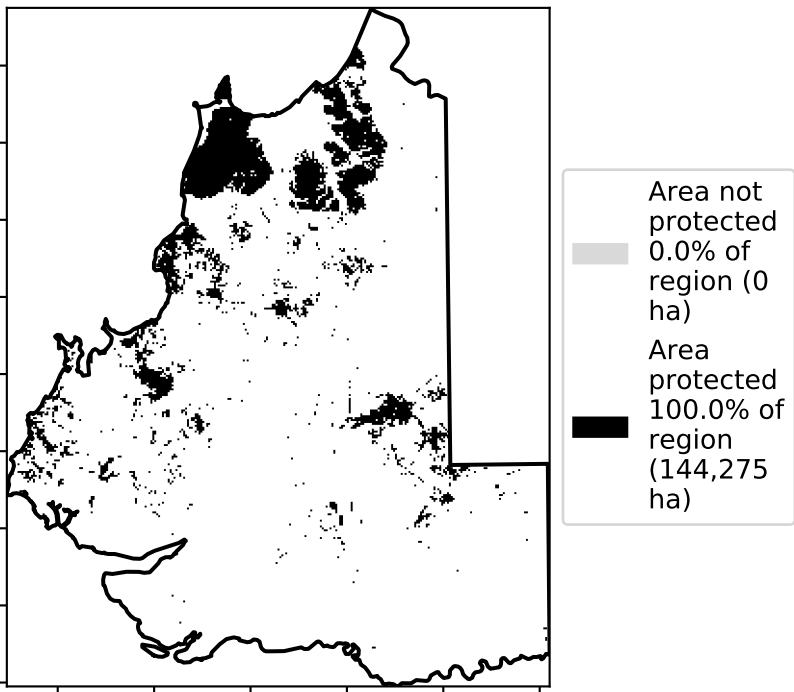 Area not
protected
0.0% of
region (0
ha)
Area
protected
100.0% of
region
(144,275
ha)